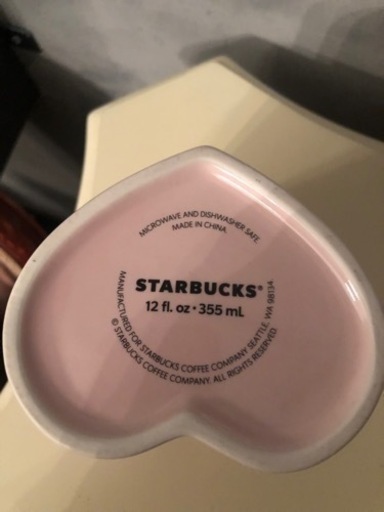 MICROWAVE AND DISHWASHER SAFE.
MADE IN CHINA
STARBUCKS®
12 fl. oz • 355 mL
MANUFACTURED FOR STARBUCKS COFFEE COMPANY SEATTLE, WA 98134
© STARBUCKS COFFEE COMPANY. ALL RIGHTS RESERVED.